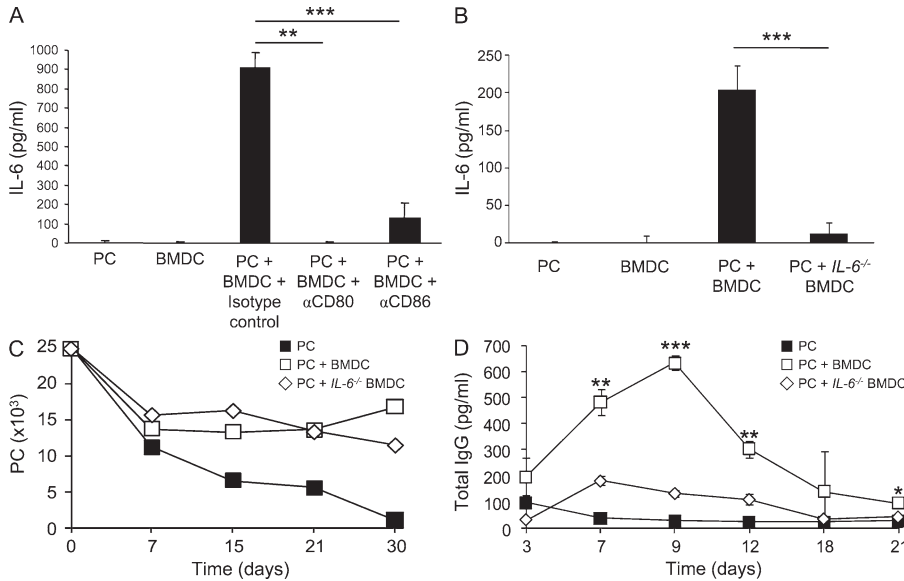 A
***
**
IL-6 (pg/ml)
1000
900
800
700
600
500
400
300
200
100
0
PC
BMDC
PC +
BMDC +
Isotype
control
PC +
BMDC +
αCD80
PC +
BMDC +
αCD86
B
***
IL-6 (pg/ml)
250
200
150
100
50
0
PC
BMDC
PC +
BMDC
PC + IL-6-/-
BMDC
C
PC
PC + BMDC
PC + IL-6-/- BMDC
PC (x10³)
25
20
15
10
5
0
0 7 15 21 30
Time (days)
D
PC
PC + BMDC
PC + IL-6-/- BMDC
Total IgG (pg/ml)
700
600
500
400
300
200
100
0
**
***
**
*
3 7 9 12 18 21
Time (days)